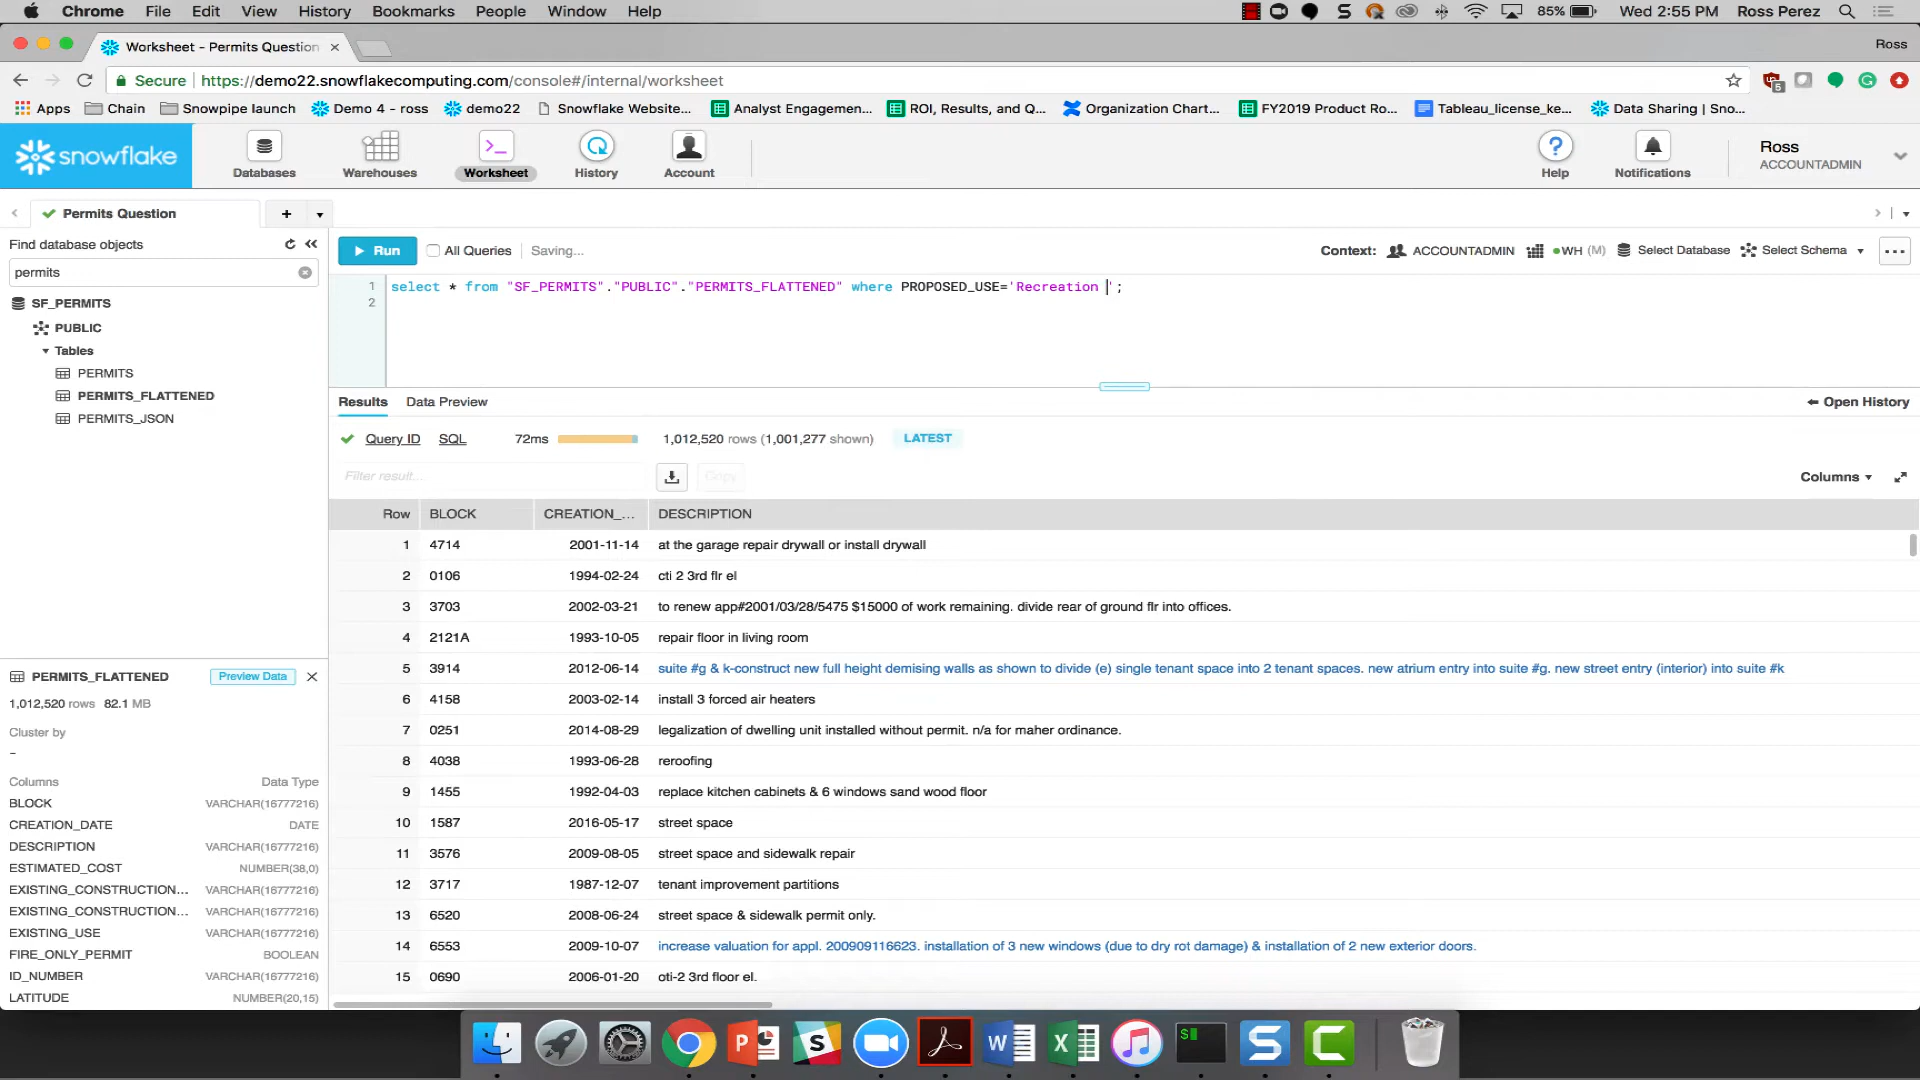 Chrome File Edit View History Bookmarks People Window Help 85% Wed 2:55 PM Ross Perez
Worksheet - Permits Question Ross
Secure https://demo22.snowflakecomputing.com/console#/internal/worksheet
Apps Chain Snowpipe launch Demo 4 - ross demo22 Snowflake Website... Analyst Engagemen... ROI, Results, and Q... Organization Chart... FY2019 Product Ro... Tableau_license_ke... Data Sharing | Sno...
snowflake Databases Warehouses Worksheet History Account Help Notifications Ross
ACCOUNTADMIN
Permits Question
Find database objects
permits
SF_PERMITS
PUBLIC
Tables
PERMITS
PERMITS_FLATTENED
PERMITS_JSON
Run All Queries Saving... Context: ACCOUNTADMIN WH (M) Select Database Select Schema
1 select * from "SF_PERMITS"."PUBLIC"."PERMITS_FLATTENED" where PROPOSED_USE='Recreation ';
2
Results Data Preview Open History
Query ID SQL 72ms 1,012,520 rows (1,001,277 shown) LATEST
Filter result... Copy Columns
Row BLOCK CREATION_... DESCRIPTION
1 4714 2001-11-14 at the garage repair drywall or install drywall
2 0106 1994-02-24 cti 2 3rd flr el
3 3703 2002-03-21 to renew app#2001/03/28/5475 $15000 of work remaining. divide rear of ground flr into offices.
4 2121A 1993-10-05 repair floor in living room
5 3914 2012-06-14 suite #g & k-construct new full height demising walls as shown to divide (e) single tenant space into 2 tenant spaces. new atrium entry into suite #g. new street entry (interior) into suite #k
6 4158 2003-02-14 install 3 forced air heaters
7 0251 2014-08-29 legalization of dwelling unit installed without permit. n/a for maher ordinance.
8 4038 1993-06-28 reroofing
9 1455 1992-04-03 replace kitchen cabinets & 6 windows sand wood floor
10 1587 2016-05-17 street space
11 3576 2009-08-05 street space and sidewalk repair
12 3717 1987-12-07 tenant improvement partitions
13 6520 2008-06-24 street space & sidewalk permit only.
14 6553 2009-10-07 increase valuation for appl. 200909116623. installation of 3 new windows (due to dry rot damage) & installation of 2 new exterior doors.
15 0690 2006-01-20 oti-2 3rd floor el.
PERMITS_FLATTENED Preview Data
1,012,520 rows 82.1 MB
Cluster by
–
Columns Data Type
BLOCK VARCHAR(16777216)
CREATION_DATE DATE
DESCRIPTION VARCHAR(16777216)
ESTIMATED_COST NUMBER(38,0)
EXISTING_CONSTRUCTION... VARCHAR(16777216)
EXISTING_CONSTRUCTION... VARCHAR(16777216)
EXISTING_USE VARCHAR(16777216)
FIRE_ONLY_PERMIT BOOLEAN
ID_NUMBER VARCHAR(16777216)
LATITUDE NUMBER(20,15)